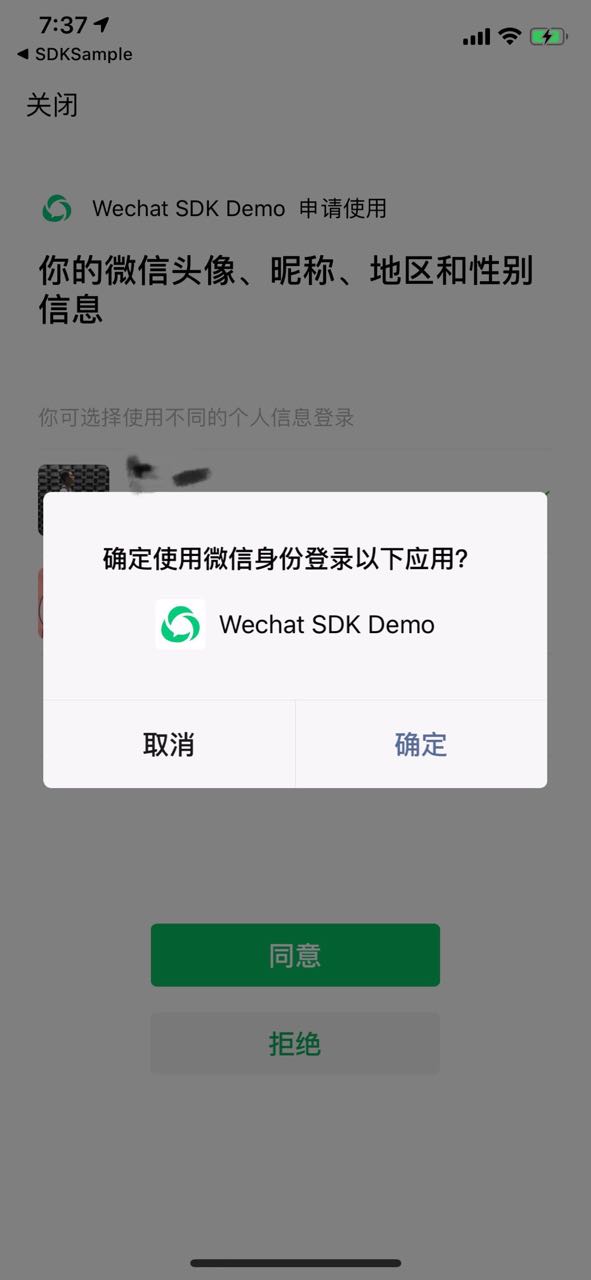 7:37
SDKSample
关闭
Wechat SDK Demo 申请使用
你的微信头像、昵称、地区和性别
信息
你可选择使用不同的个人信息登录
确定使用微信身份登录以下应用?
Wechat SDK Demo
取消
确定
同意
拒绝